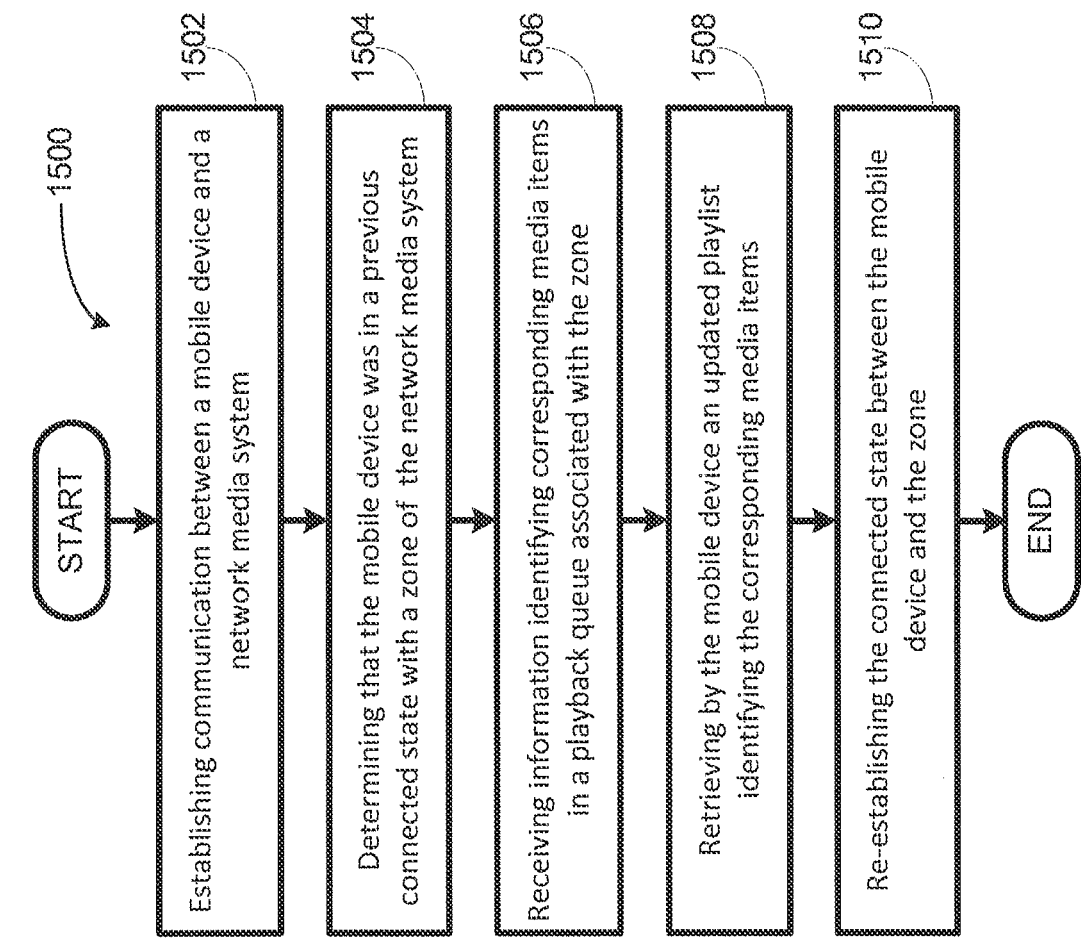 1500
START
Establishing communication between a mobile device and a
network media system
1502
Determining that the mobile device was in a previous
connected state with a zone of the network media system
1504
Receiving information identifying corresponding media items
in a playback queue associated with the zone
1506
Retrieving by the mobile device an updated playlist
identifying the corresponding media items
1508
Re-establishing the connected state between the mobile
device and the zone
1510
END